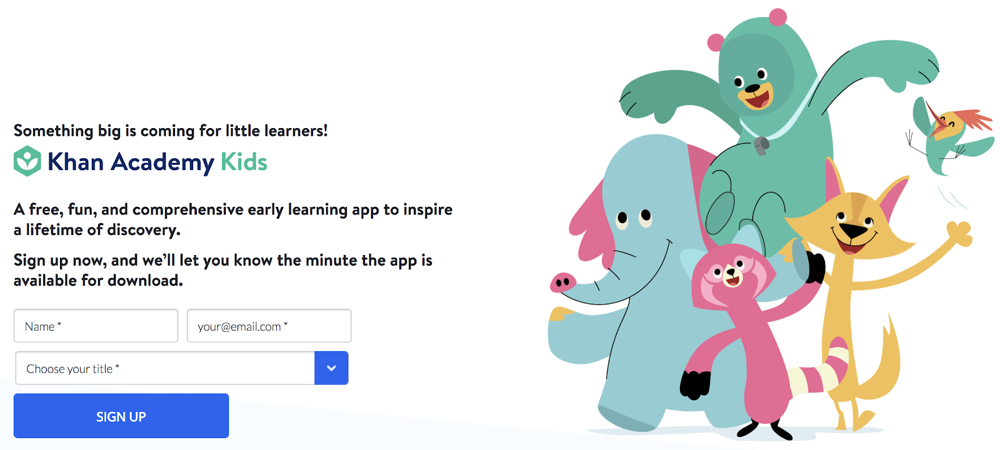 Something big is coming for little learners!
Khan Academy Kids
A free, fun, and comprehensive early learning app to inspire
a lifetime of discovery.
Sign up now, and we’ll let you know the minute the app is
available for download.
Name *
your@email.com *
Choose your title *
SIGN UP